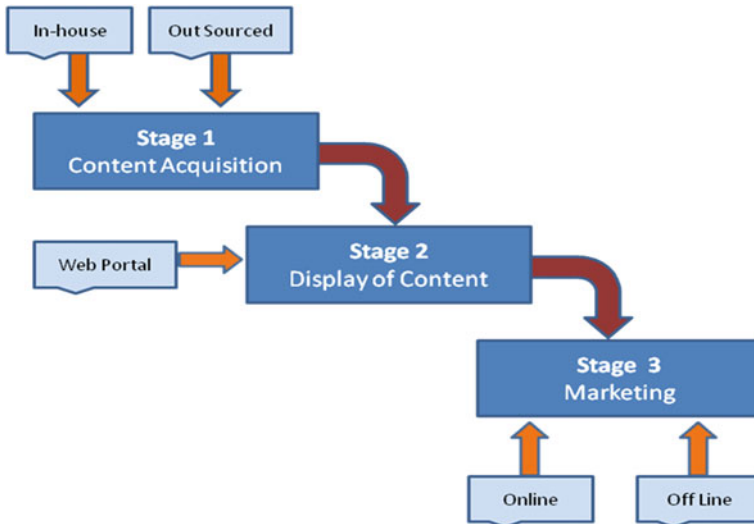 In-house
Out Sourced
Stage 1
Content Acquisition
Stage 2
Display of Content
Web Portal
Stage 3
Marketing
Online
Off Line